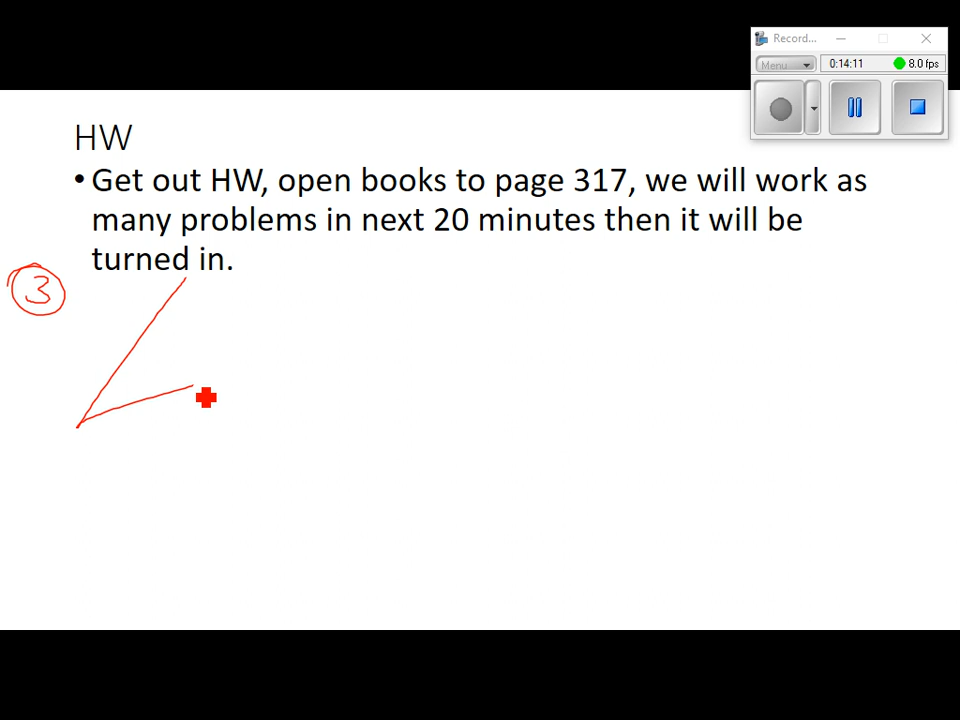 Record...
Menu
0:14:11
8.0 fps
HW
• Get out HW, open books to page 317, we will work as
many problems in next 20 minutes then it will be
turned in.
3